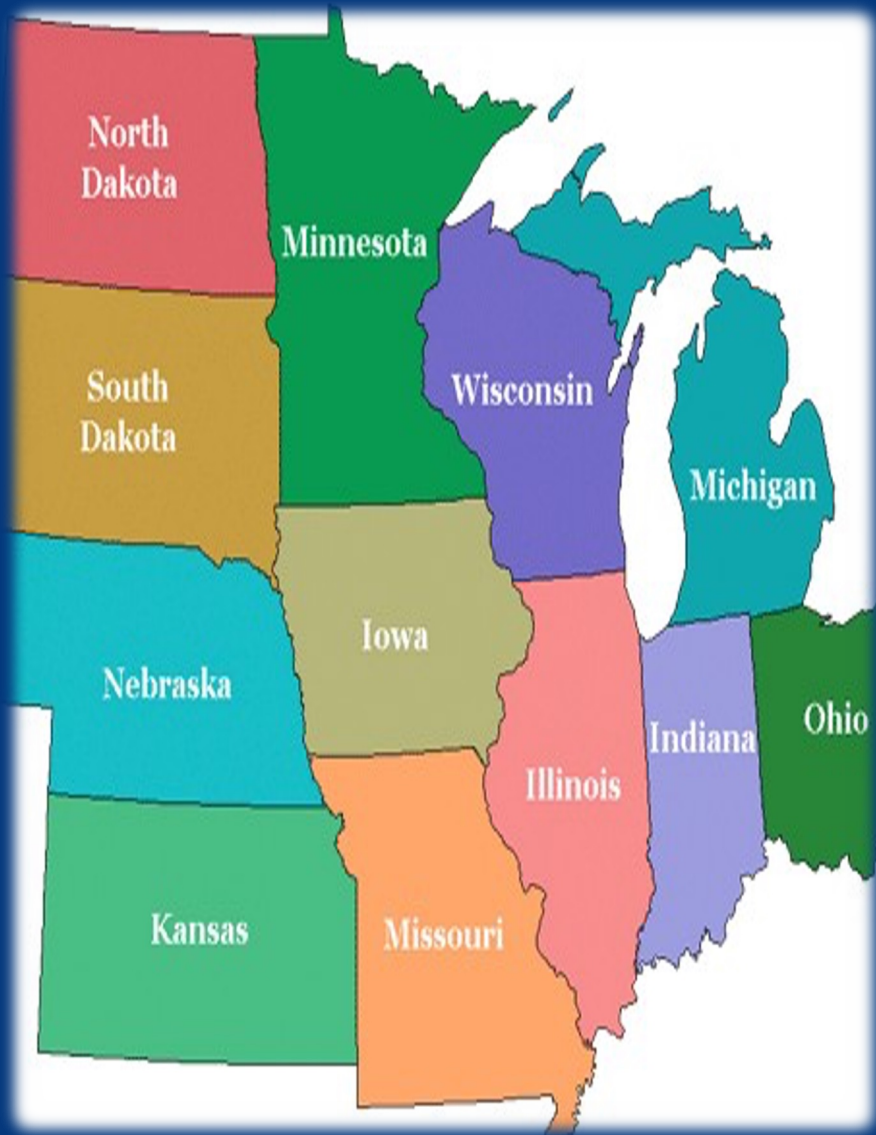 North
Dakota
Minnesota
South
Dakota
Wisconsin
Michigan
Nebraska
Iowa
Ohio
Indiana
Illinois
Kansas
Missouri